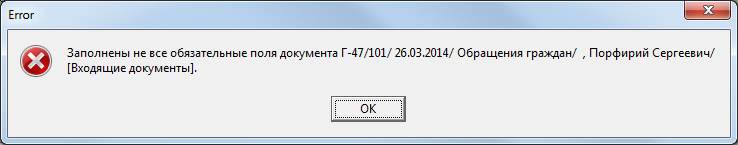 Error
Заполнены не все обязательные поля документа Г-47/101/ 26.03.2014/ Обращения граждан/  , Порфирий Сергеевич/
[Входящие документы].
OK